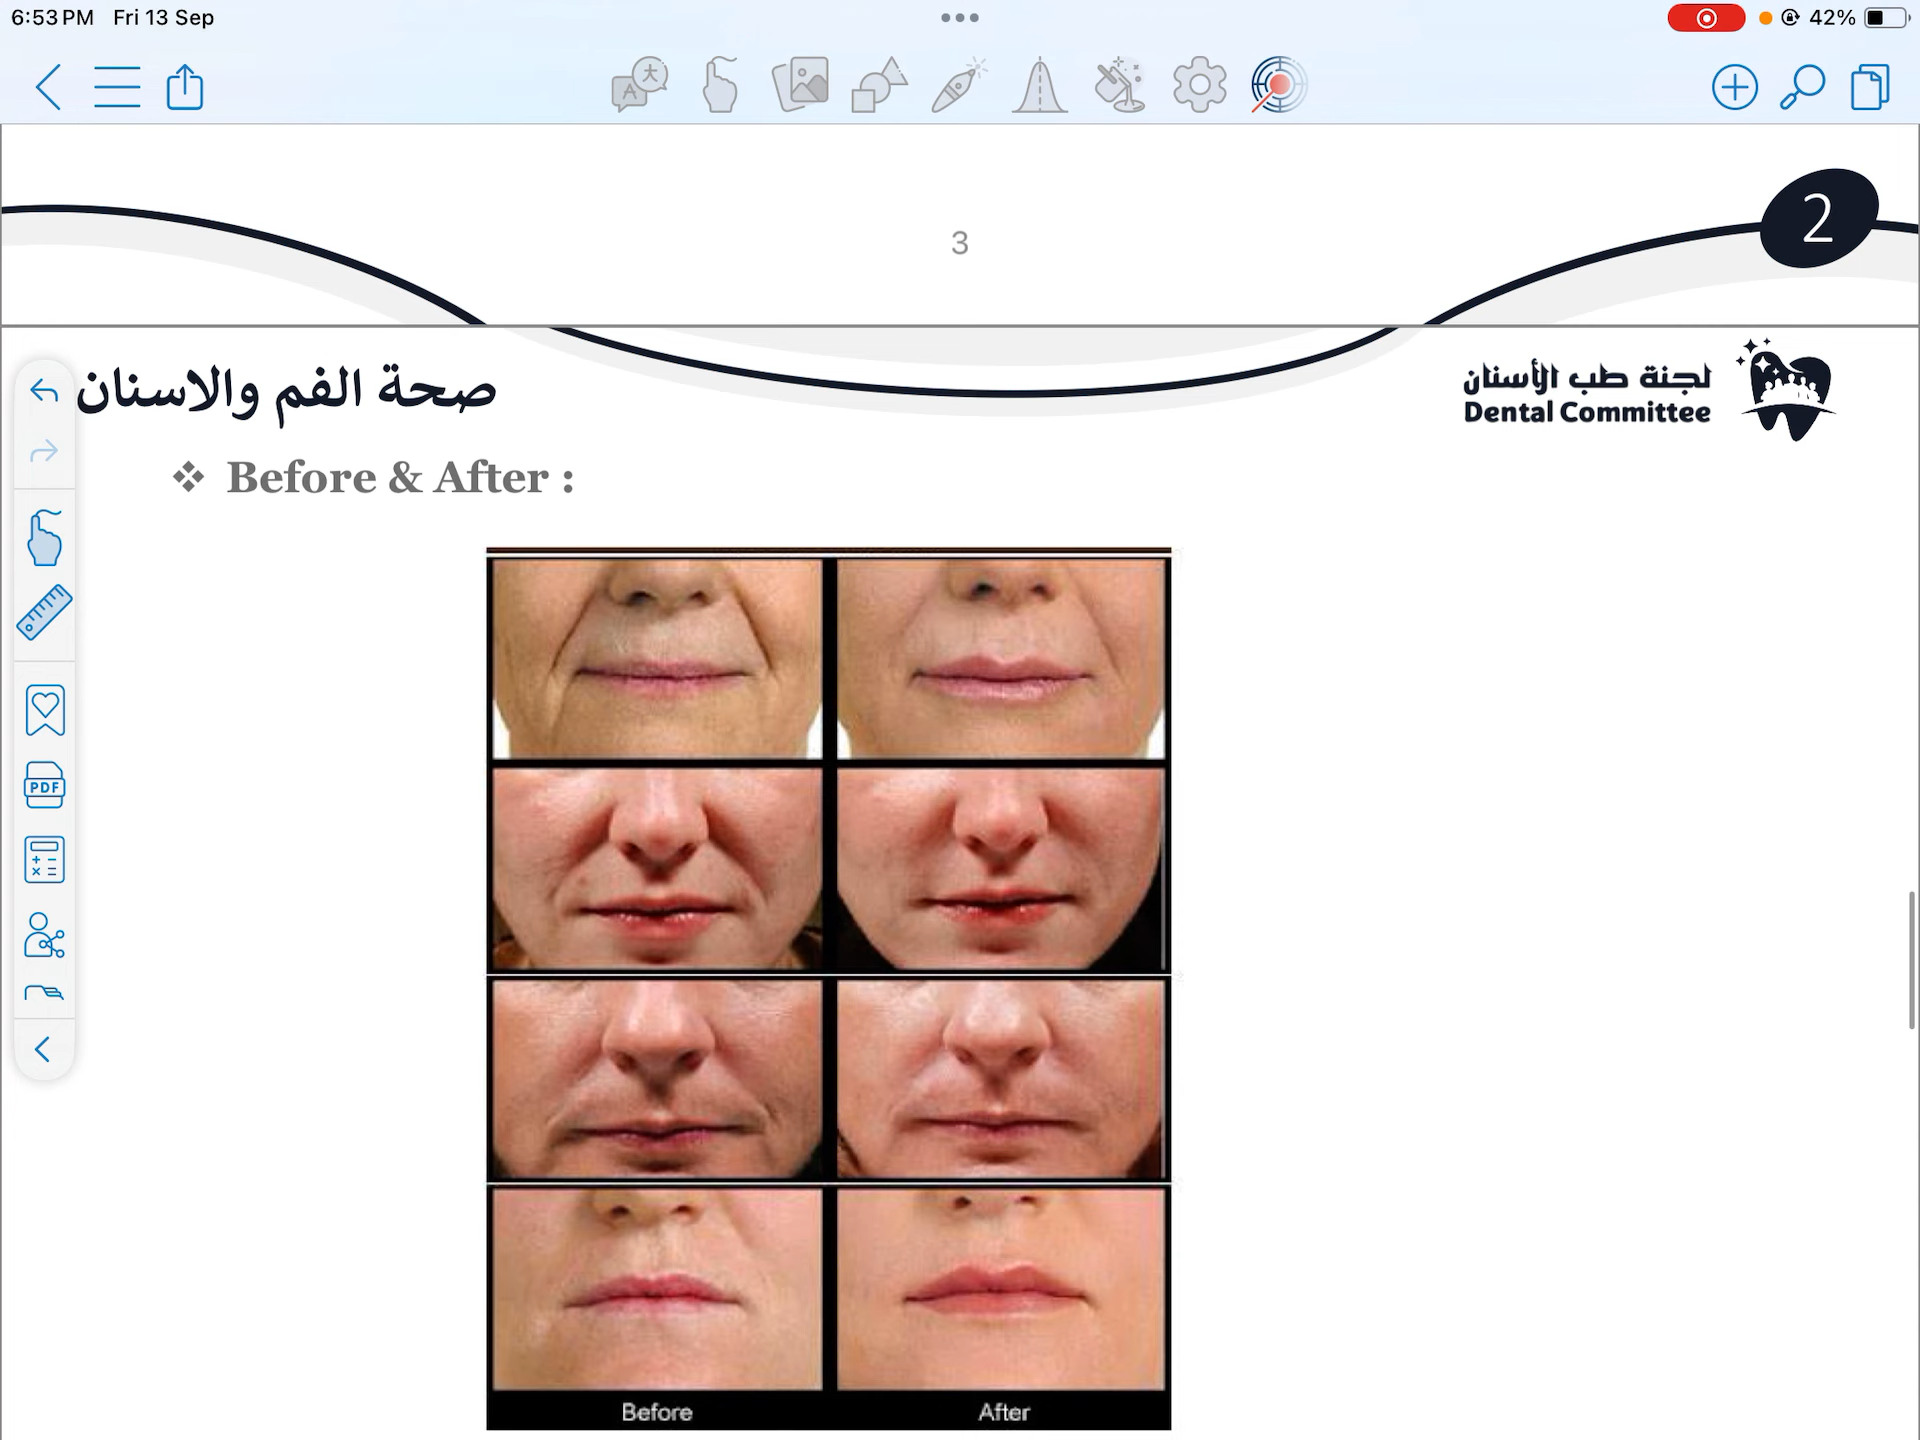 6:53 PM Fri 13 Sep
42%
2
3
صحة الفم والاسنان
لجنة طب الأسنان
Dental Committee
❖ Before & After :
PDF
Before After